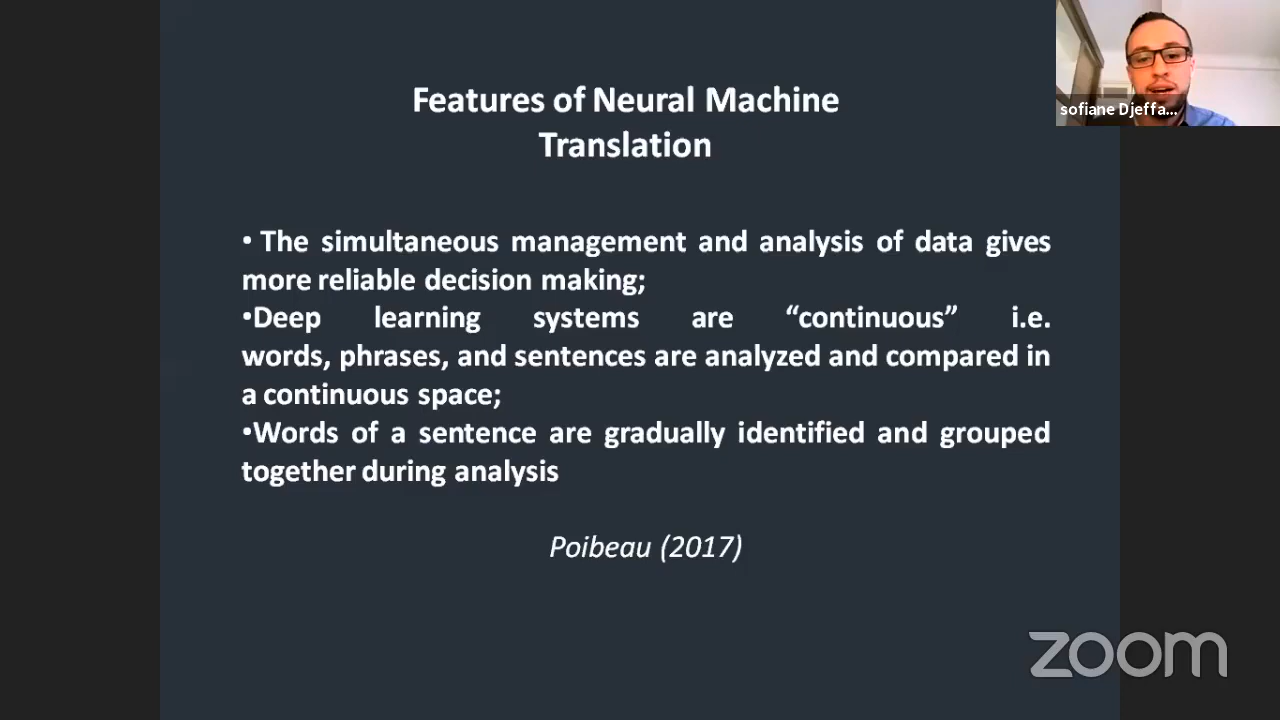 Features of Neural Machine
Translation
• The simultaneous management and analysis of data gives
more reliable decision making;
•Deep learning systems are “continuous” i.e.
words, phrases, and sentences are analyzed and compared in
a continuous space;
•Words of a sentence are gradually identified and grouped
together during analysis
Poibeau (2017)
sofiane Djeffa...
zoom